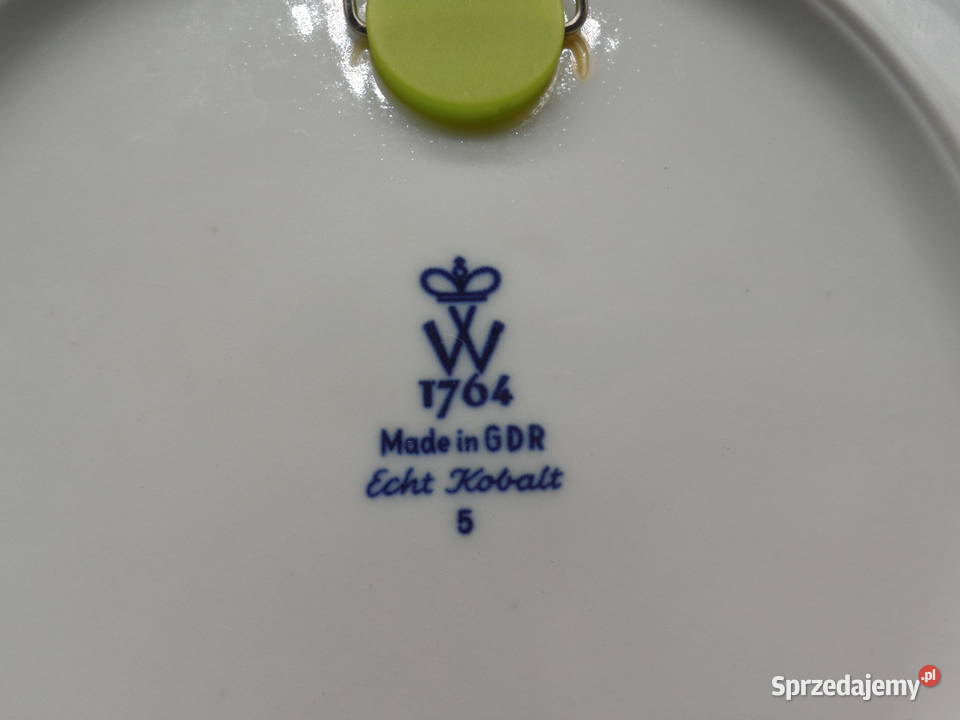 W
1764
Made in GDR
Echt Kobalt
5
Sprzedajemy.pl